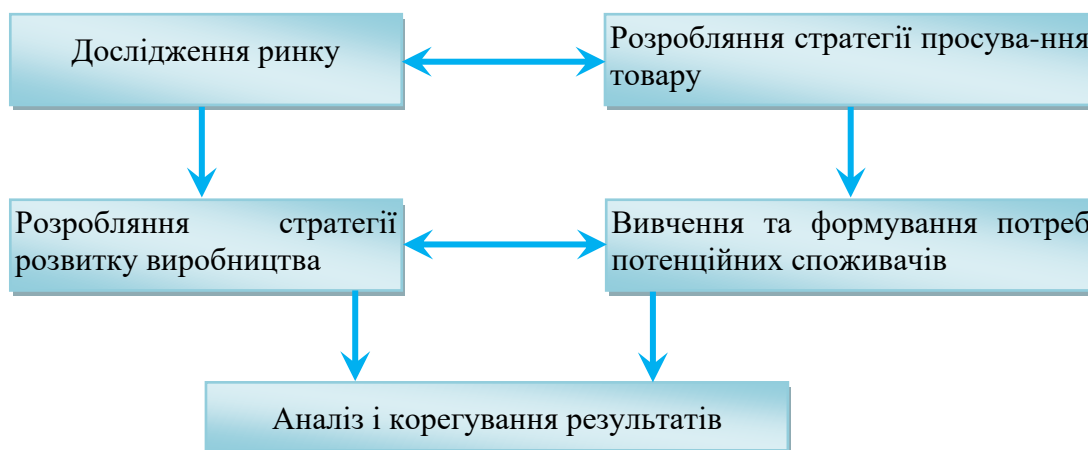 Дослідження ринку
Розробляння стратегії просува-ння
товару
Розробляння стратегії
розвитку виробництва
Вивчення та формування потреб
потенційних споживачів
Аналіз і корегування результатів